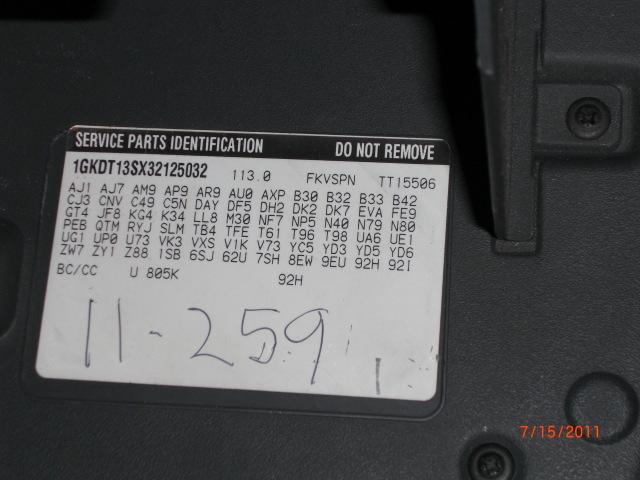 SERVICE PARTS IDENTIFICATION DO NOT REMOVE
1GKDT13SX32125032 113.0 FKVSPN TT15506
AJ1 AJ7 AM9 AP9 AR9 AU0 AXP B30 B32 B33 B42
CJ3 CNV C49 C5N DAY DF5 DH2 DK2 DK7 EVA FE9
GT4 JF8 KG4 K34 LL8 M30 NF7 NP5 N40 N79 N80
PEB QTM RYJ SLM TB4 TFE T61 T96 T98 UA6 UE1
UG1 UP0 U73 VK3 VXS V1K V73 YC5 YD3 YD5 YD6
ZW7 ZY1 Z88 1SB 6SJ 62U 7SH 8EW 9EU 92H 92I
BC/CC U 805K 92H
11-259
7/15/2011